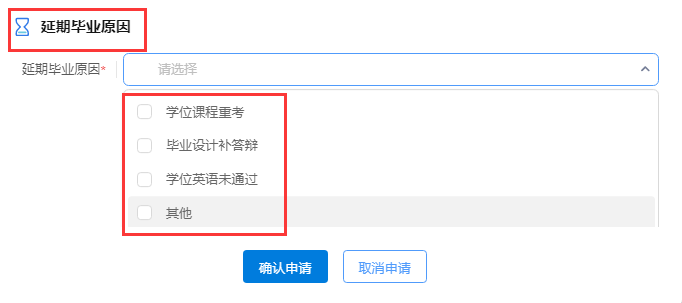 延期毕业原因
延期毕业原因* 请选择
学位课程重考
毕业设计补答辩
学位英语未通过
其他
确认申请 取消申请